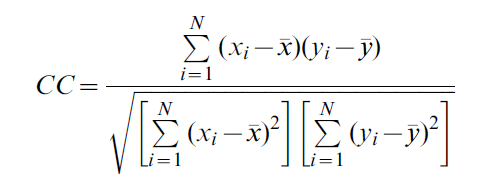 CC = \frac{\sum_{i=1}^{N} (x_i - \bar{x})(y_i - \bar{y})}{\sqrt{\left[\sum_{i=1}^{N} (x_i - \bar{x})^2\right]\left[\sum_{i=1}^{N} (y_i - \bar{y})^2\right]}}